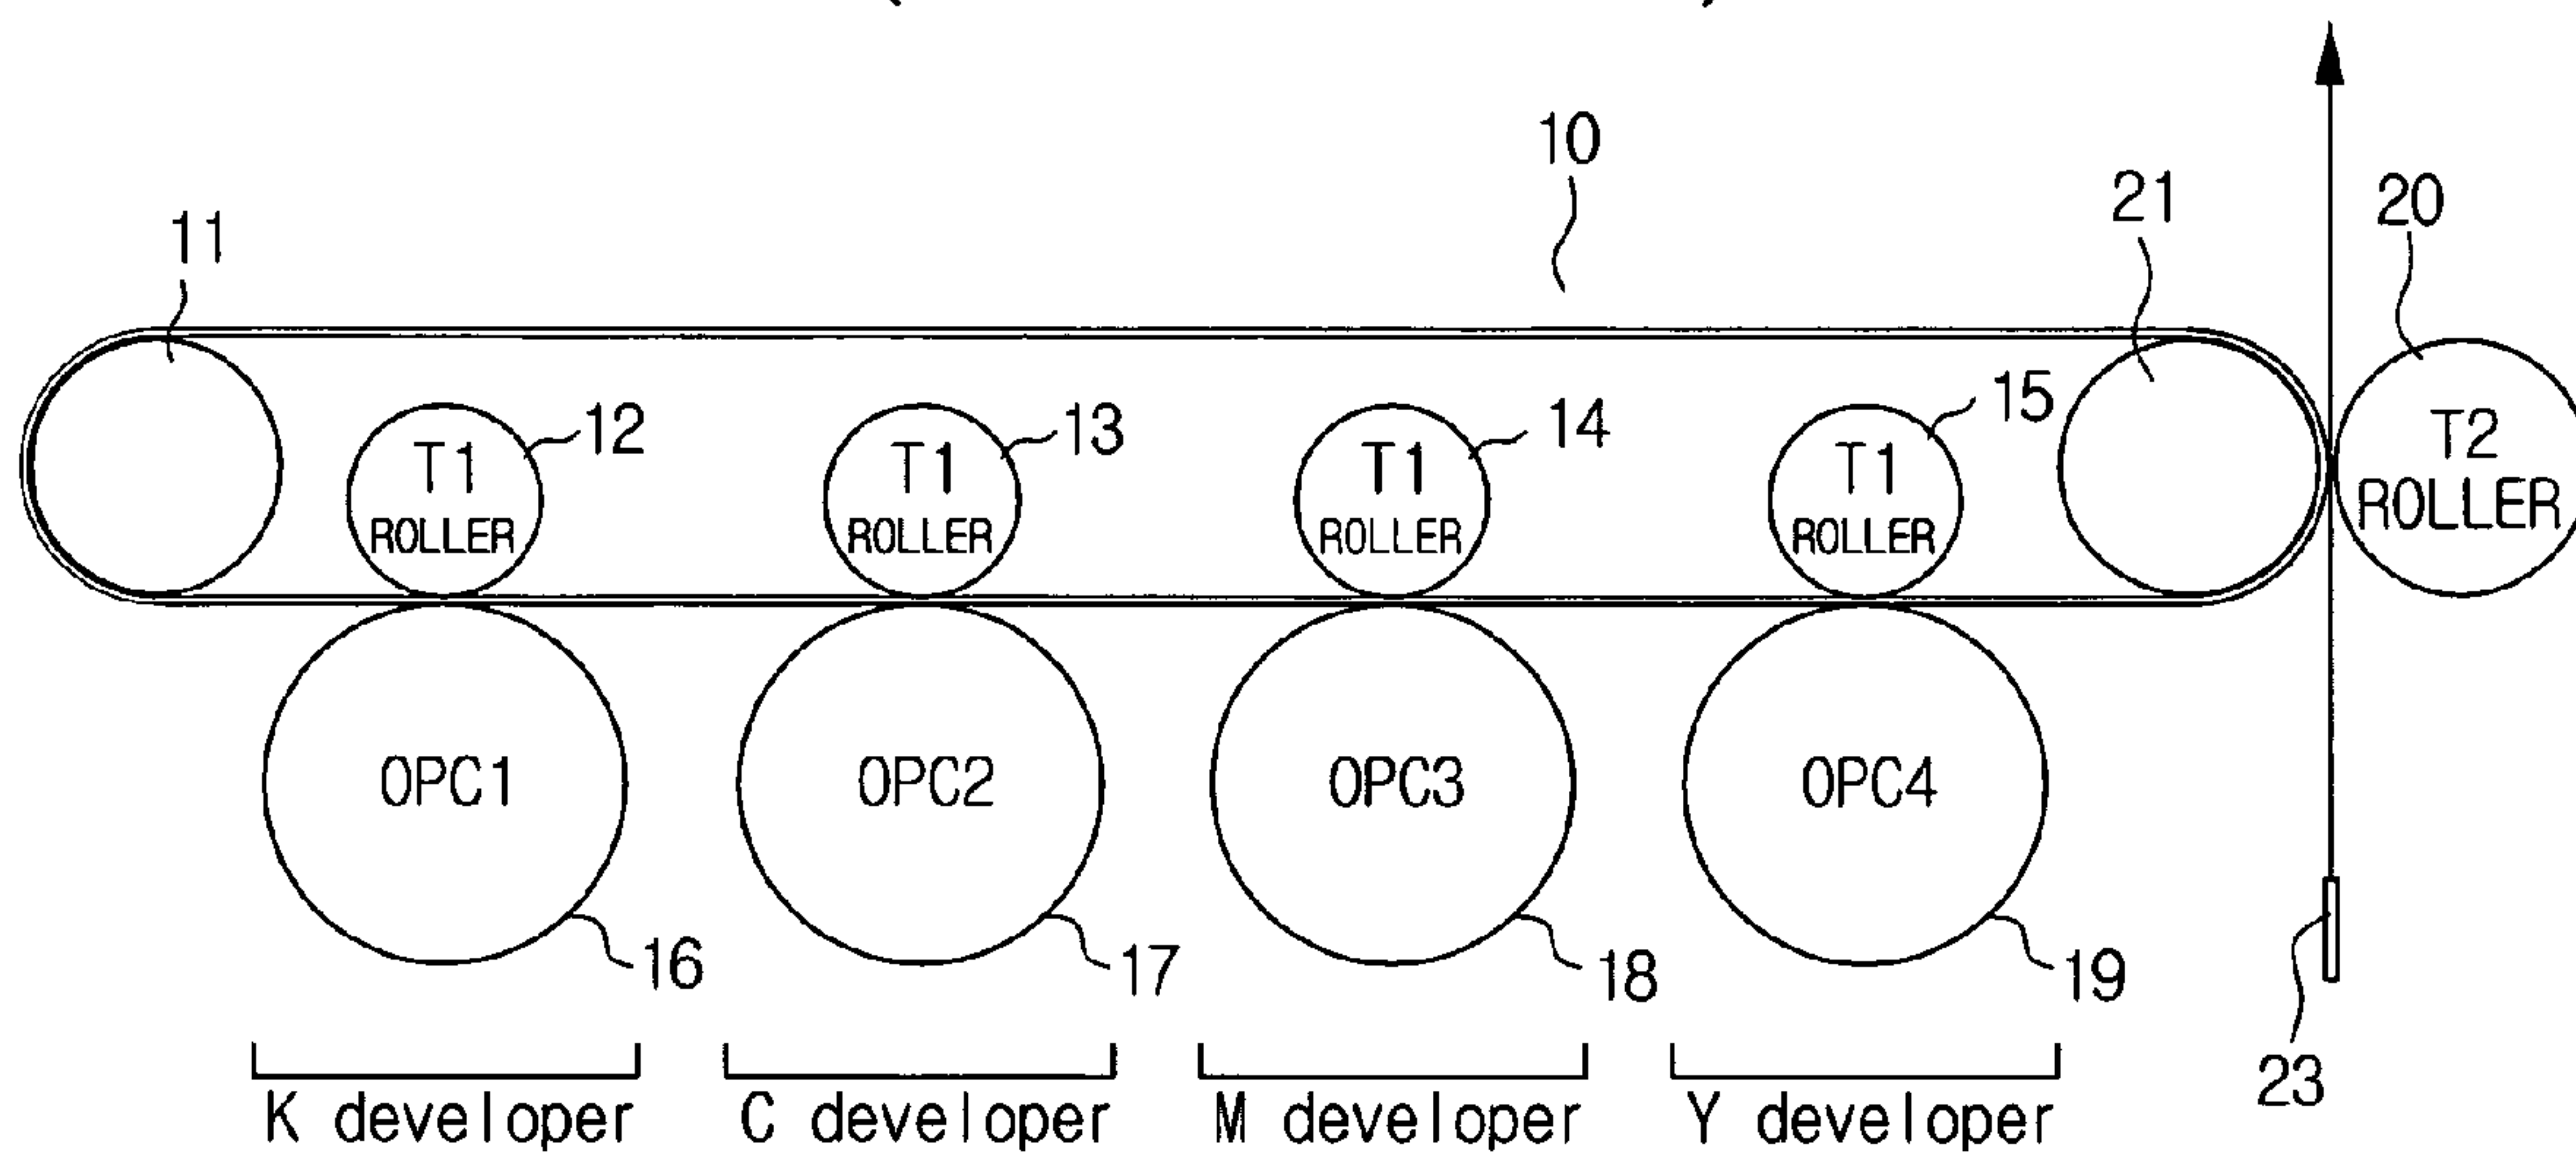 10
11
21
20
12
13
14
15
T1
ROLLER
T1
ROLLER
T1
ROLLER
T1
ROLLER
T2
ROLLER
OPC1
OPC2
OPC3
OPC4
16
17
18
19
23
K developer
C developer
M developer
Y developer